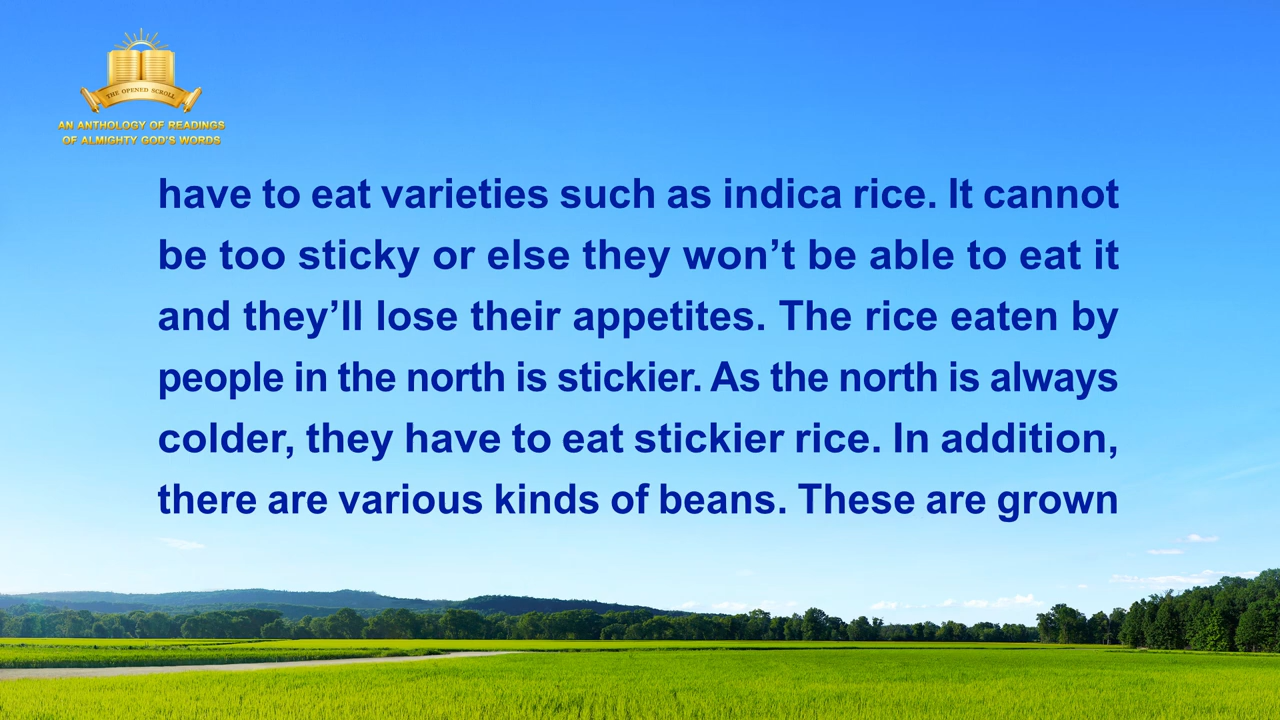 THE OPENED SCROLL
AN ANTHOLOGY OF READINGS
OF ALMIGHTY GOD'S WORDS
have to eat varieties such as indica rice. It cannot
be too sticky or else they won’t be able to eat it
and they’ll lose their appetites. The rice eaten by
people in the north is stickier. As the north is always
colder, they have to eat stickier rice. In addition,
there are various kinds of beans. These are grown